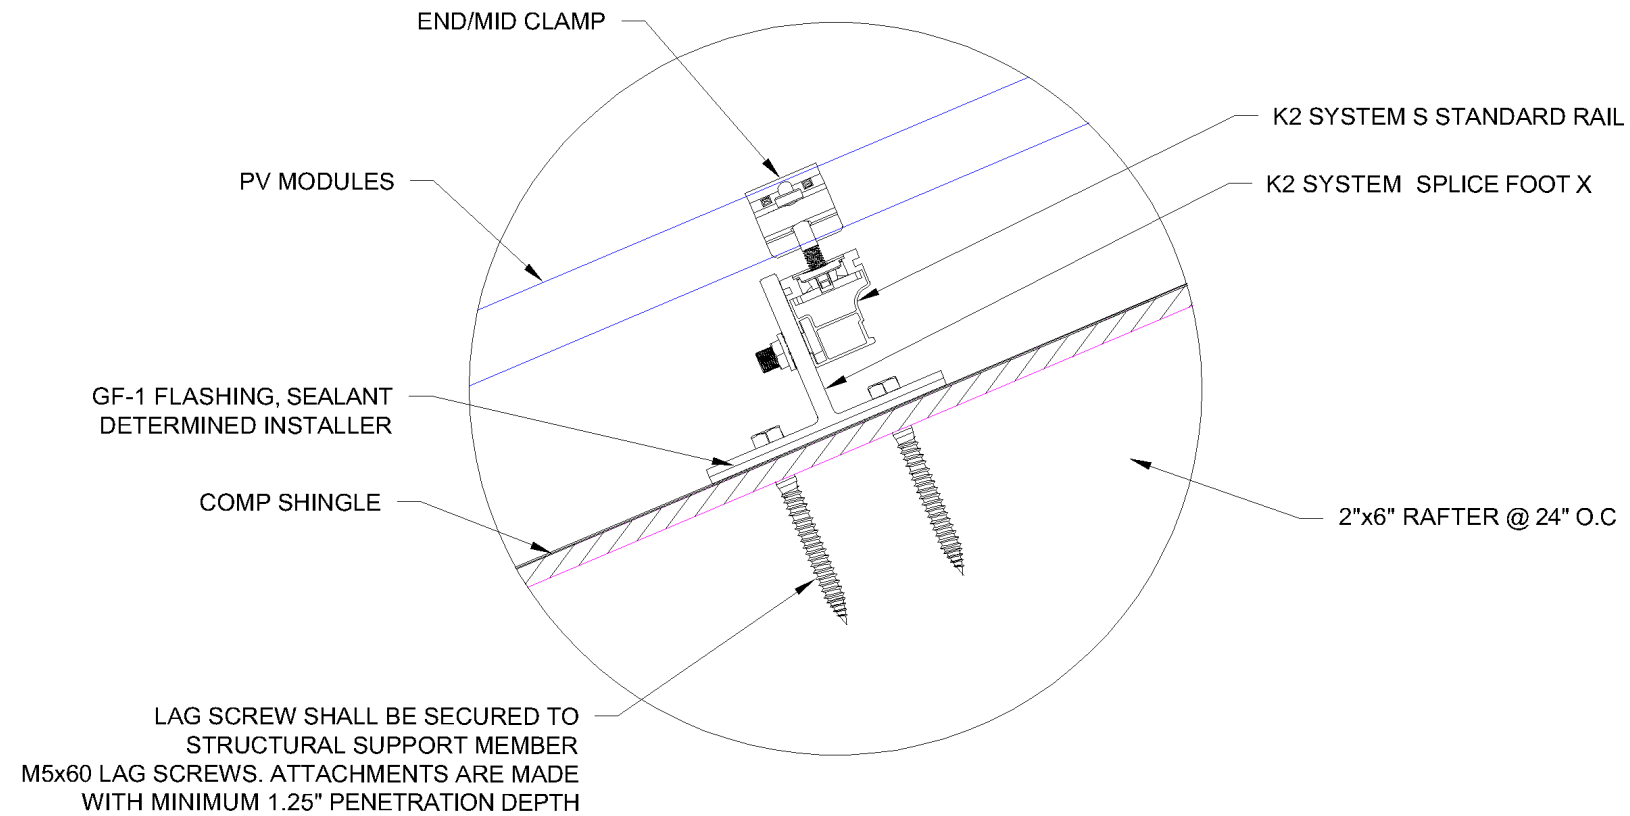 END/MID CLAMP
K2 SYSTEM S STANDARD RAIL
PV MODULES
K2 SYSTEM  SPLICE FOOT X
GF-1 FLASHING, SEALANT
DETERMINED INSTALLER
COMP SHINGLE
2"x6" RAFTER @ 24" O.C
LAG SCREW SHALL BE SECURED TO
STRUCTURAL SUPPORT MEMBER
M5x60 LAG SCREWS. ATTACHMENTS ARE MADE
WITH MINIMUM 1.25" PENETRATION DEPTH